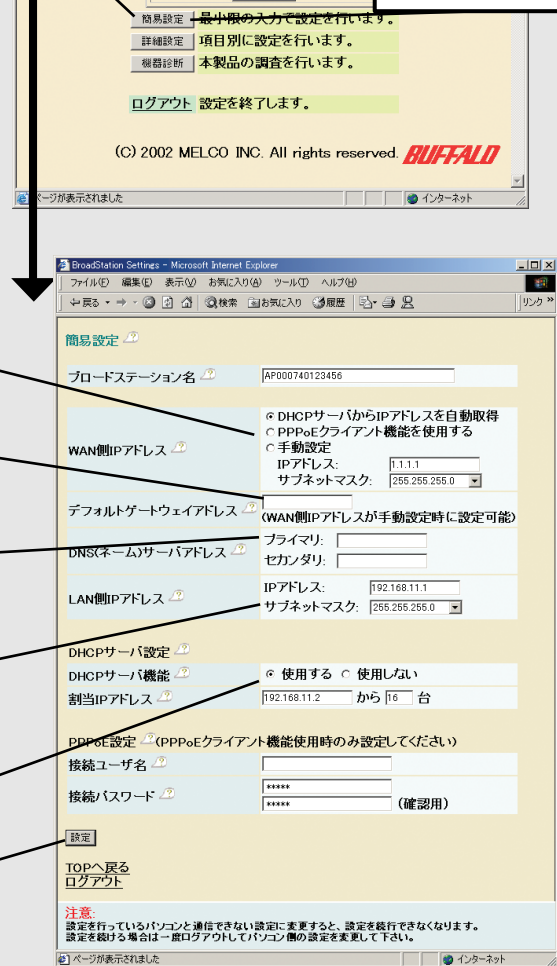 簡易設定 最小限の入力で設定を行います。
詳細設定 項目別に設定を行います。
機器診断 本製品の調査を行います。
ログアウト 設定を終了します。
(C) 2002 MELCO INC. All rights reserved. BUFFALO
ページが表示されました インターネット
BroadStation Settings - Microsoft Internet Explorer
ファイル(F) 編集(E) 表示(V) お気に入り(A) ツール(T) ヘルプ(H)
戻る 検索 お気に入り 履歴 リンク »
簡易設定
ブロードステーション名 AP000740123456
WAN側IPアドレス
DHCPサーバからIPアドレスを自動取得
PPPoEクライアント機能を使用する
手動設定
IPアドレス: 1.1.1.1
サブネットマスク: 255.255.255.0
デフォルトゲートウェイアドレス
(WAN側IPアドレスが手動設定時に設定可能)
DNS(ネーム)サーバアドレス
プライマリ:
セカンダリ:
LAN側IPアドレス
IPアドレス: 192.168.11.1
サブネットマスク: 255.255.255.0
DHCPサーバ設定
DHCPサーバ機能 使用する 使用しない
割当IPアドレス 192.168.11.2 から 16 台
PPPoE設定 (PPPoEクライアント機能使用時のみ設定してください)
接続ユーザ名
接続パスワード *****
***** (確認用)
設定
TOPへ戻る
ログアウト
注意:
設定を行っているパソコンと通信できない設定に変更すると、設定を続行できなくなります。
設定を続ける場合は一度ログアウトしてパソコン側の設定を変更して下さい。
ページが表示されました インターネット